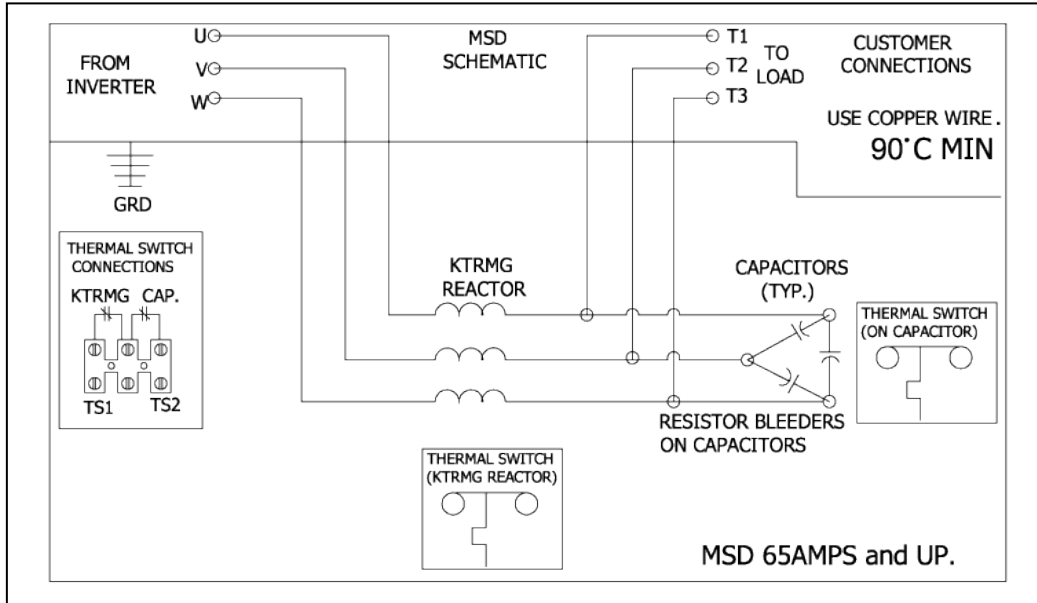 FROM
INVERTER
U
V
W
MSD
SCHEMATIC
T1
T2
T3
TO
LOAD
CUSTOMER
CONNECTIONS
USE COPPER WIRE.
90°C MIN
GRD
THERMAL SWITCH
CONNECTIONS
KTRMG CAP.
TS1 TS2
KTRMG
REACTOR
CAPACITORS
(TYP.)
THERMAL SWITCH
(ON CAPACITOR)
RESISTOR BLEEDERS
ON CAPACITORS
THERMAL SWITCH
(KTRMG REACTOR)
MSD 65AMPS and UP.